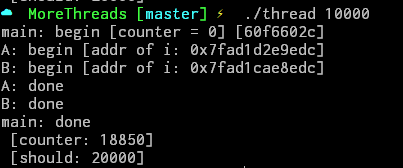 MoreThreads [master] ⚡ ./thread 10000
main: begin [counter = 0] [60f6602c]
A: begin [addr of i: 0x7fad1d2e9edc]
B: begin [addr of i: 0x7fad1cae8edc]
A: done
B: done
main: done
 [counter: 18850]
 [should: 20000]